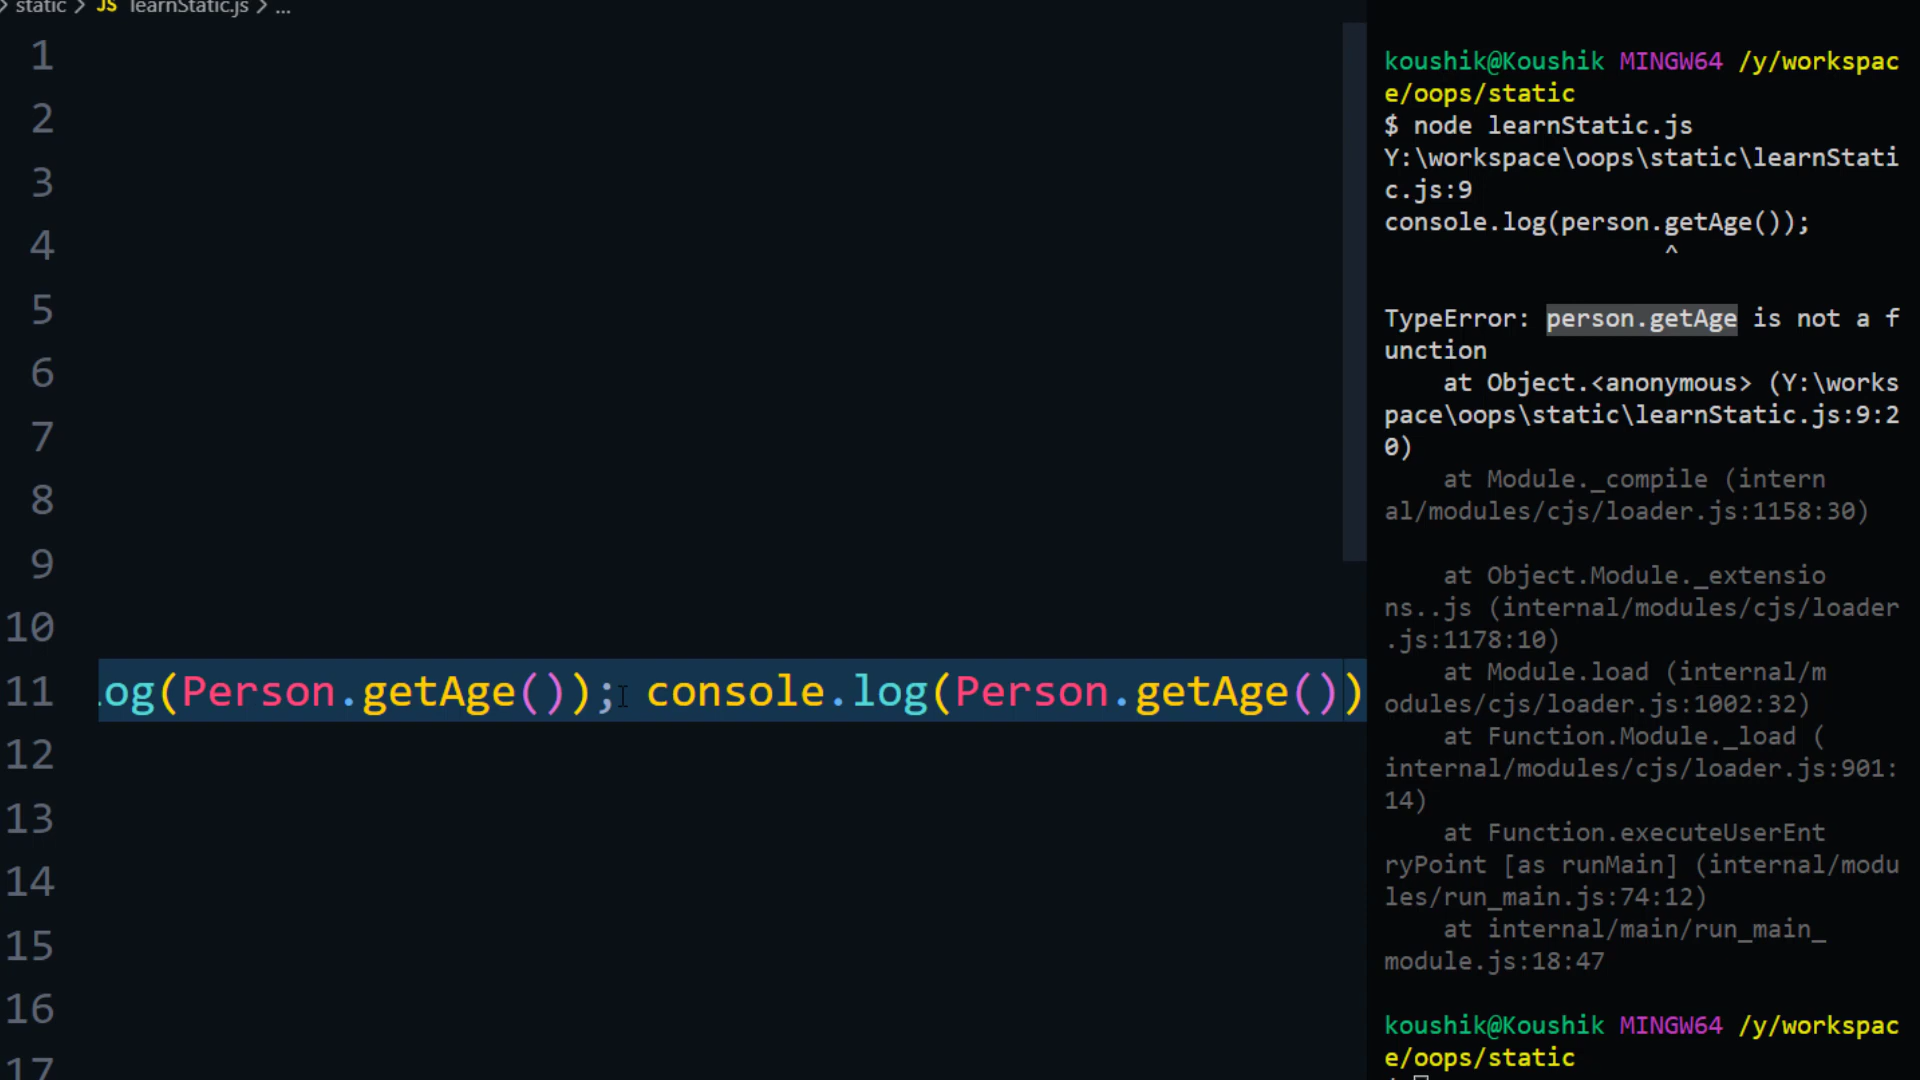 static > JS learnStatic.js > ...
1
2
3
4
5
6
7
8
9
10
11 .og(Person.getAge()); console.log(Person.getAge())
12
13
14
15
16
17
koushik@Koushik MINGW64 /y/workspac
e/oops/static
$ node learnStatic.js
Y:\workspace\oops\static\learnStati
c.js:9
console.log(person.getAge());
^
TypeError: person.getAge is not a f
unction
at Object.<anonymous> (Y:\works
pace\oops\static\learnStatic.js:9:2
0)
at Module._compile (intern
al/modules/cjs/loader.js:1158:30)
at Object.Module._extensio
ns..js (internal/modules/cjs/loader
.js:1178:10)
at Module.load (internal/m
odules/cjs/loader.js:1002:32)
at Function.Module._load (
internal/modules/cjs/loader.js:901:
14)
at Function.executeUserEnt
ryPoint [as runMain] (internal/modu
les/run_main.js:74:12)
at internal/main/run_main_
module.js:18:47
koushik@Koushik MINGW64 /y/workspac
e/oops/static